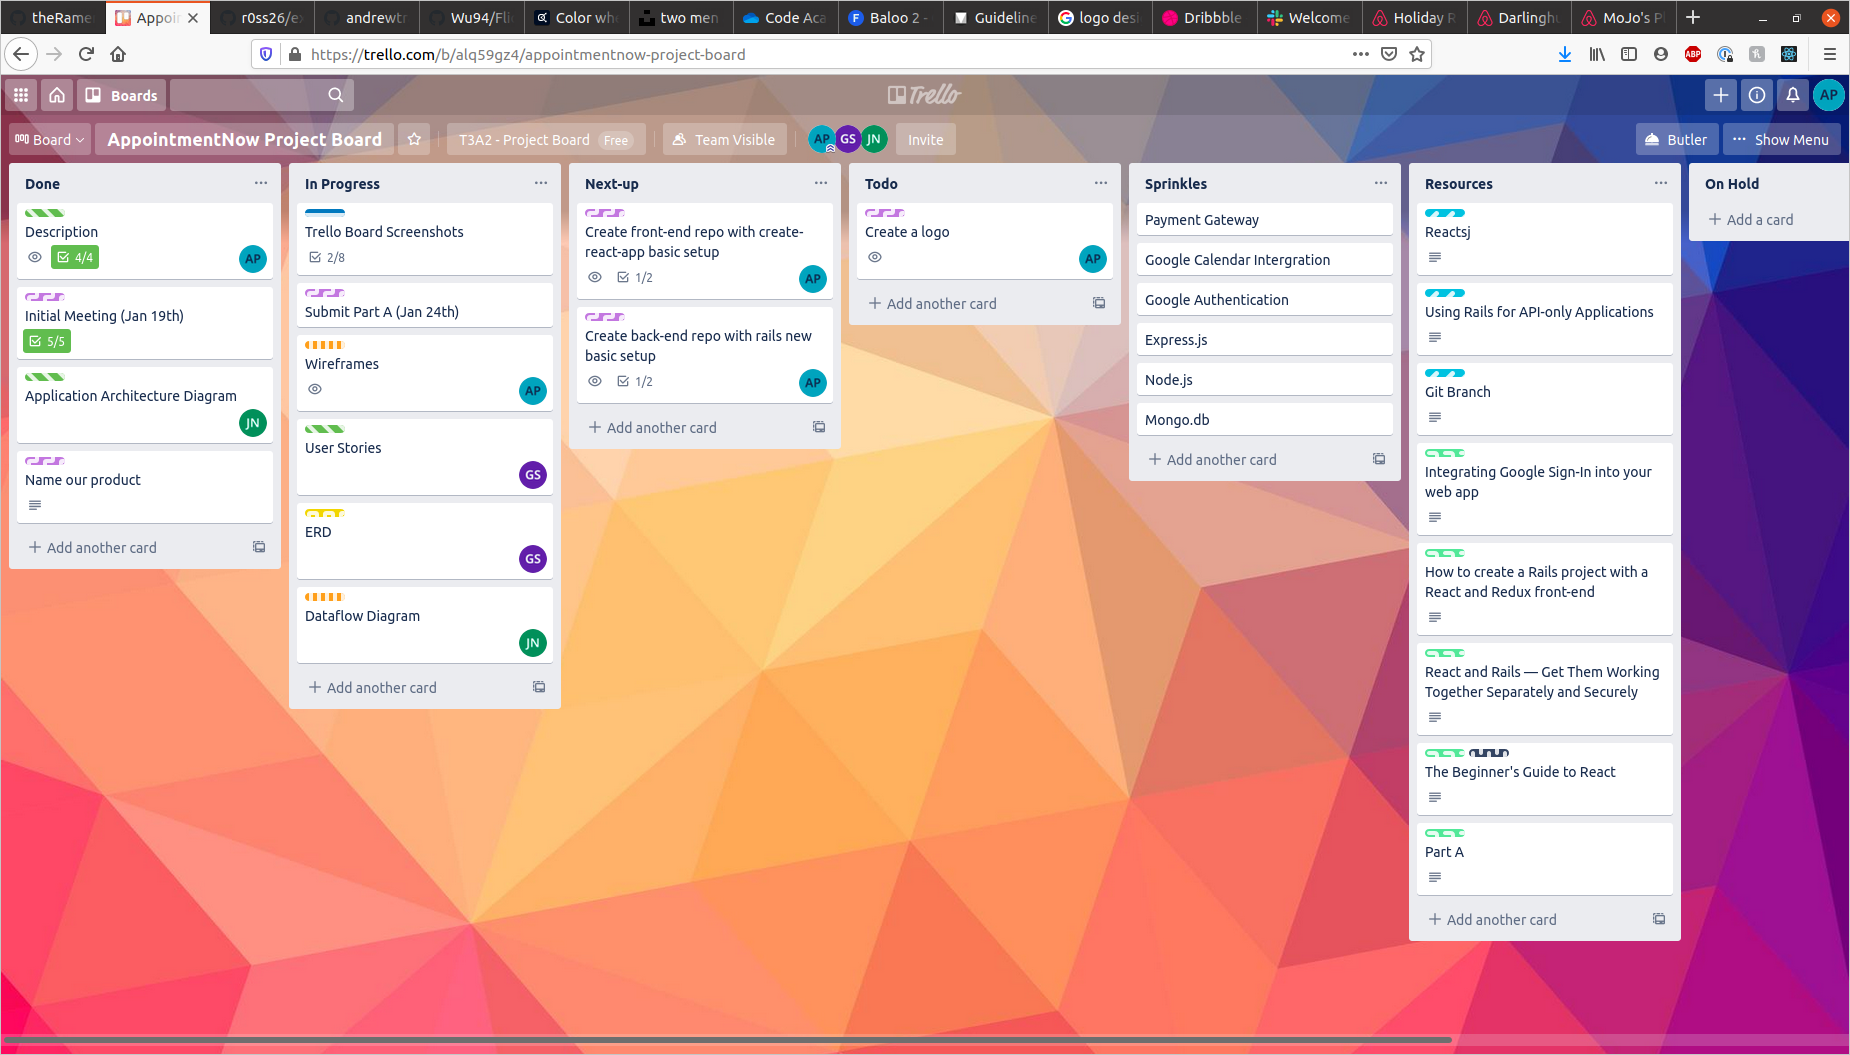 theRame
Appoin
r0ss26/ex
andrewtr
Wu94/Fli
Color whe
two men
Code Aca
Baloo 2 -
Guideline
logo desi
Dribbble
Welcome
Holiday R
Darlinghu
MoJo's P
https://trello.com/b/alq59gz4/appointmentnow-project-board
ABP
Boards
Trello
AP
Board
AppointmentNow Project Board
T3A2 - Project Board Free
Team Visible
AP GS JN
Invite
Butler
Show Menu
Done
Description
4/4
AP
Initial Meeting (Jan 19th)
5/5
Application Architecture Diagram
JN
Name our product
+ Add another card
In Progress
Trello Board Screenshots
2/8
Submit Part A (Jan 24th)
Wireframes
AP
User Stories
GS
ERD
GS
Dataflow Diagram
JN
+ Add another card
Next-up
Create front-end repo with create-
react-app basic setup
1/2
AP
Create back-end repo with rails new
basic setup
1/2
AP
+ Add another card
Todo
Create a logo
AP
+ Add another card
Sprinkles
Payment Gateway
Google Calendar Intergration
Google Authentication
Express.js
Node.js
Mongo.db
+ Add another card
Resources
Reactsj
Using Rails for API-only Applications
Git Branch
Integrating Google Sign-In into your
web app
How to create a Rails project with a
React and Redux front-end
React and Rails — Get Them Working
Together Separately and Securely
The Beginner's Guide to React
Part A
+ Add another card
On Hold
+ Add a card